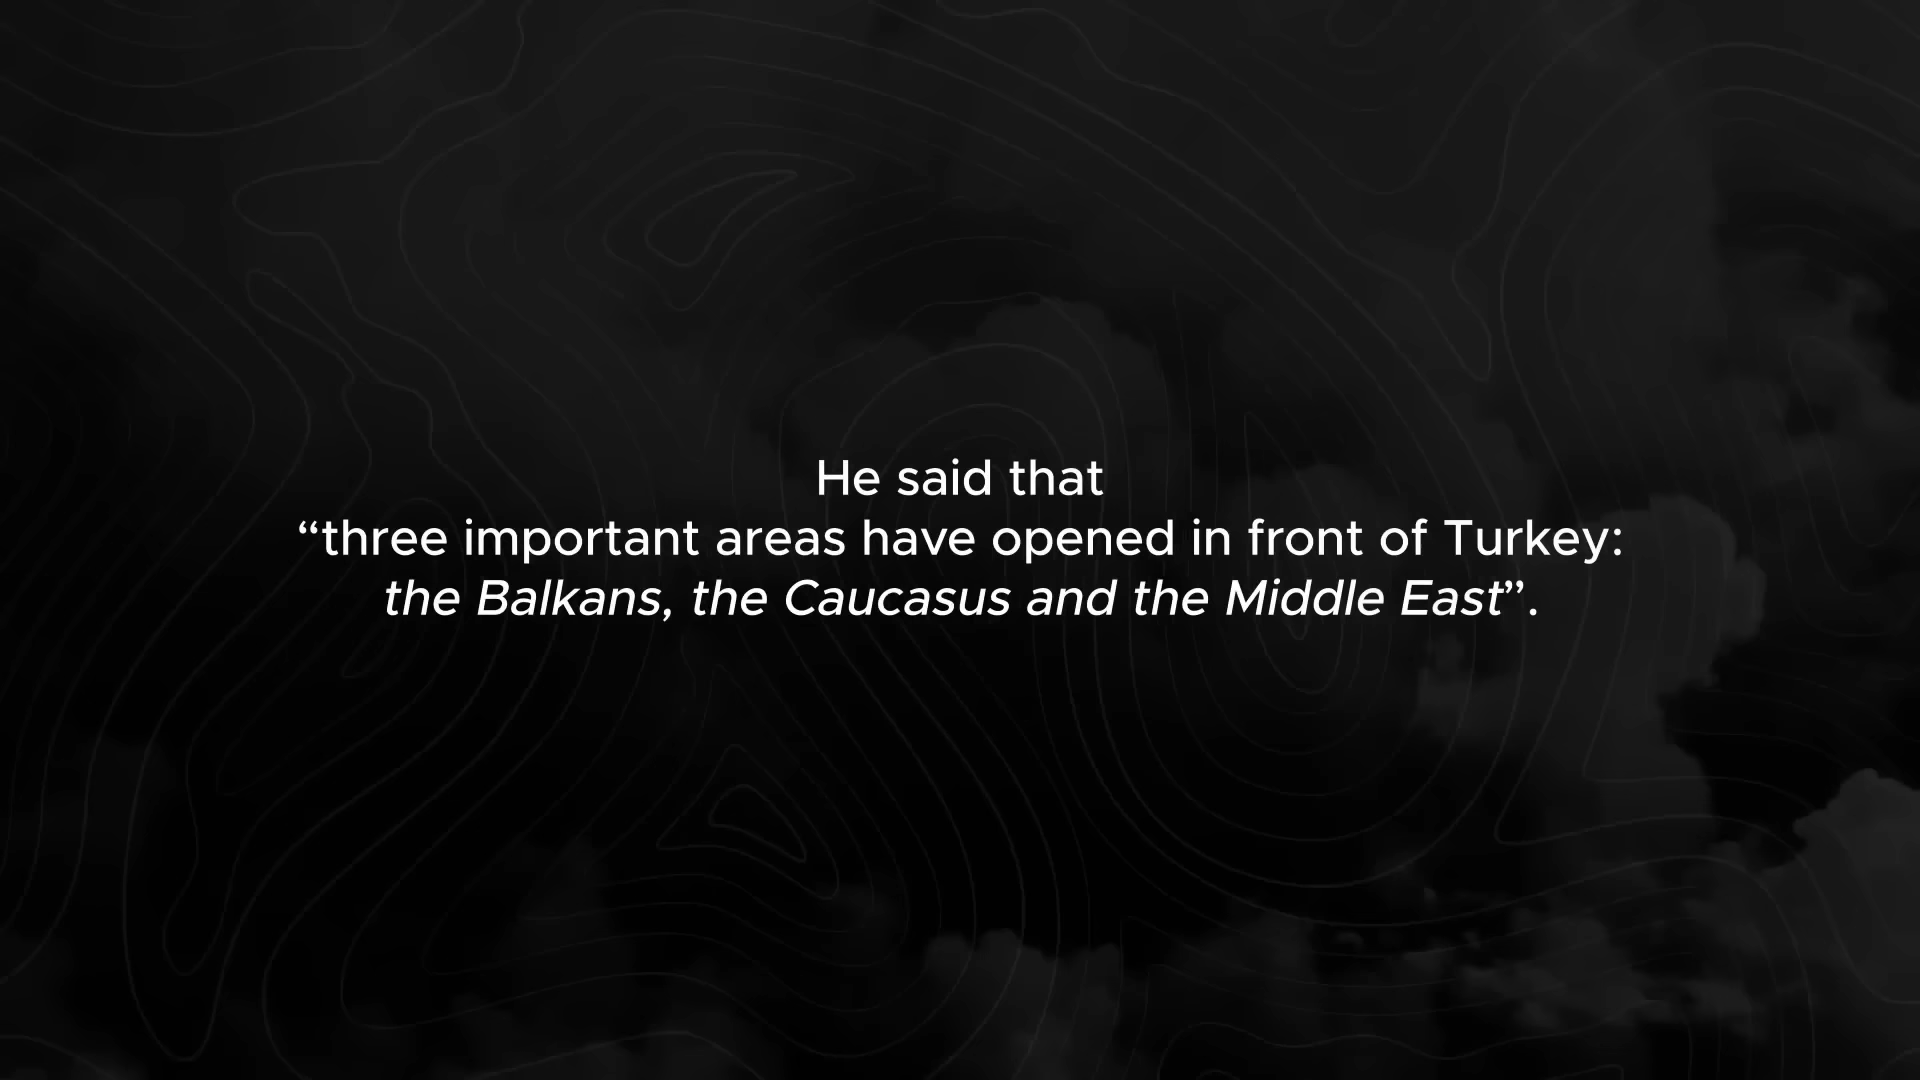 He said that
“three important areas have opened in front of Turkey:
the Balkans, the Caucasus and the Middle East”.